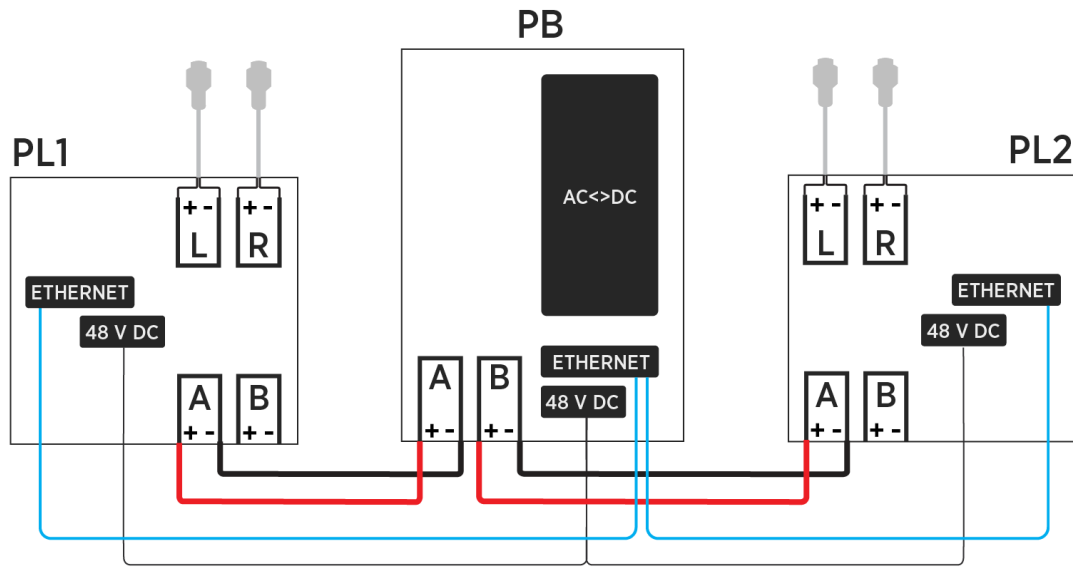 PB
PL1
PL2
+ - + -
L R
AC<>DC
+ - + -
L R
ETHERNET
48 V DC
ETHERNET
48 V DC
A B
+ - + -
A B
+ - + -
ETHERNET
48 V DC
A B
+ - + -